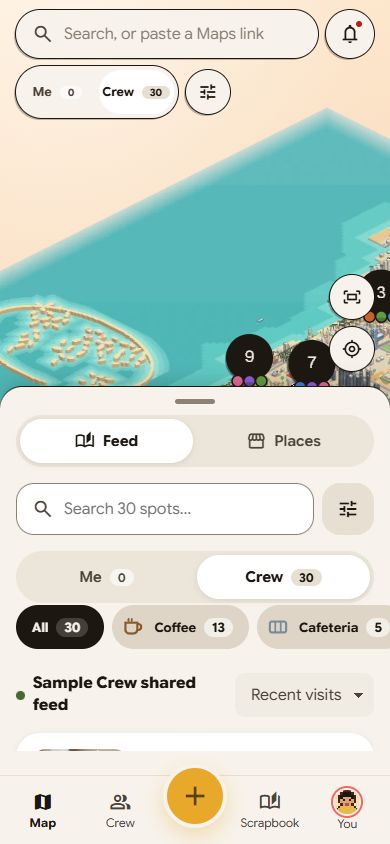 Search, or paste a Maps link
Me 0 Crew 30
3
9
7
Feed Places
Search 30 spots...
Me 0 Crew 30
All 30 Coffee 13 Cafeteria 5
Sample Crew shared
feed
Recent visits
Map Crew Scrapbook You